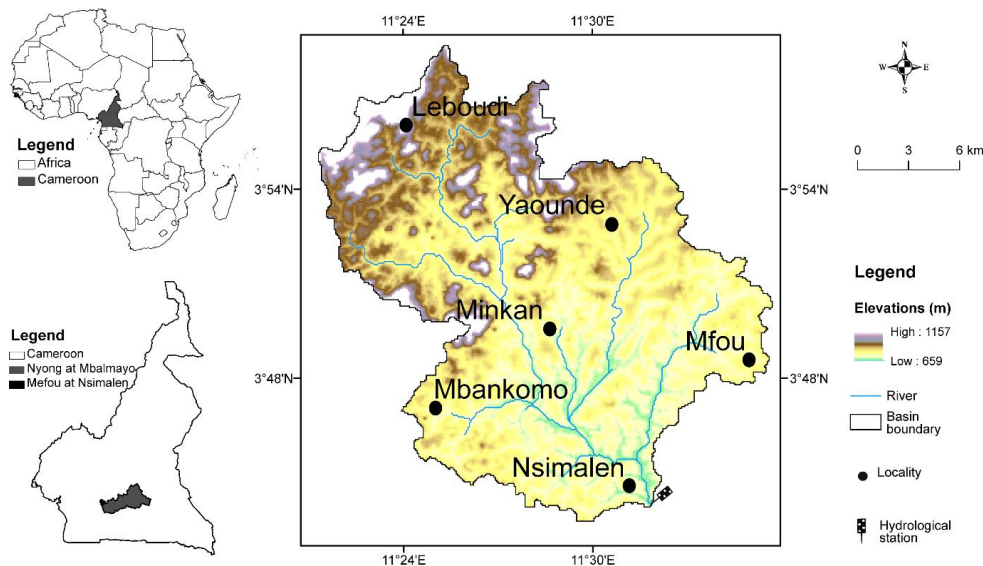 Legend
Africa
Cameroon
Legend
Cameroon
Nyong at Mbalmayo
Mefou at Nsimalen
11°24'E
11°30'E
3°54'N
3°48'N
Leboudi
Yaounde
Minkan
Mfou
Mbankomo
Nsimalen
3°54'N
3°48'N
11°24'E
11°30'E
N
W
E
S
0 3 6 km
Legend
Elevations (m)
High : 1157
Low : 659
River
Basin
boundary
Locality
Hydrological
station